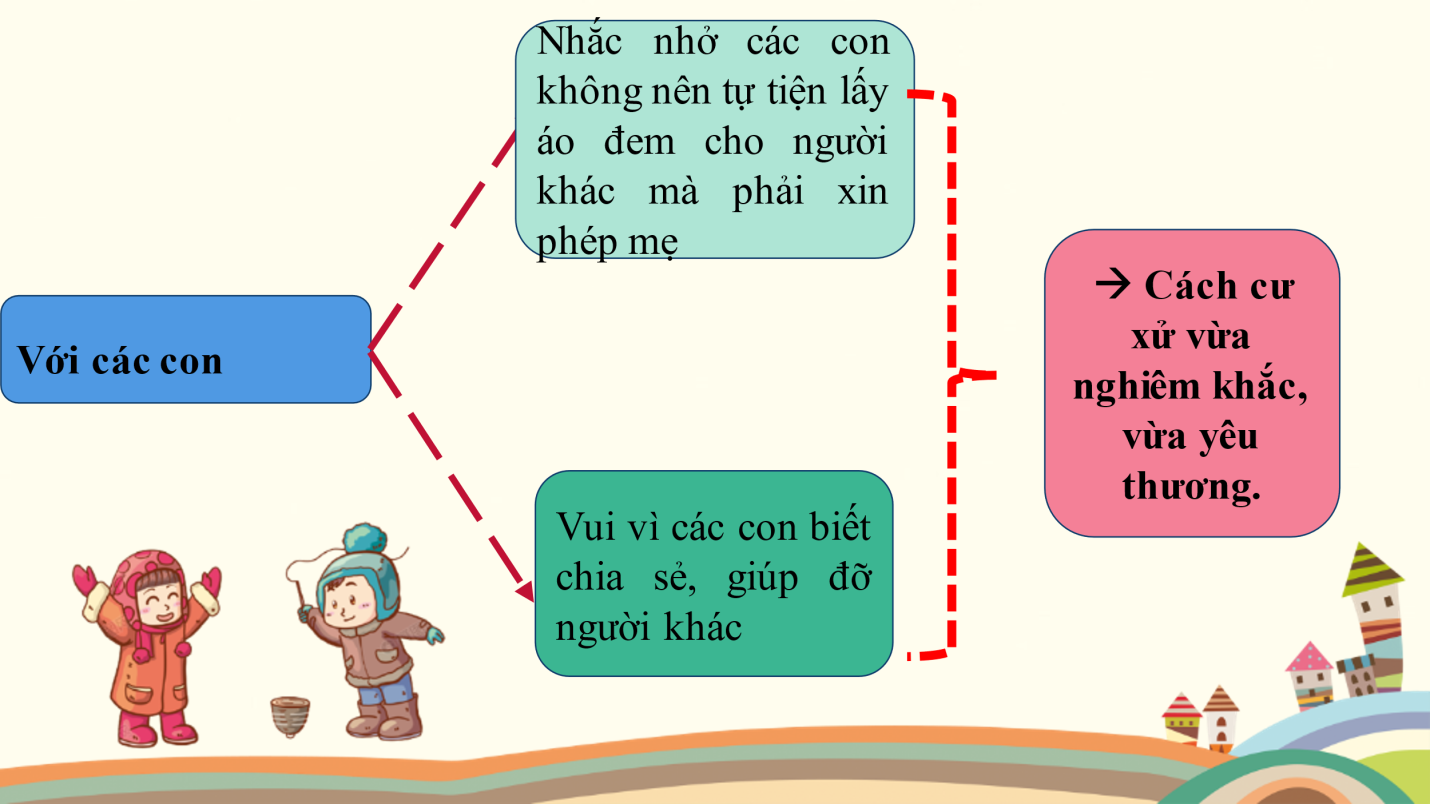 Nhắc nhở các con
không nên tự tiện lấy
áo đem cho người
khác mà phải xin
phép mẹ
Với các con
→ Cách cư
xử vừa
nghiêm khắc,
vừa yêu
thương.
Vui vì các con biết
chia sẻ, giúp đỡ
người khác